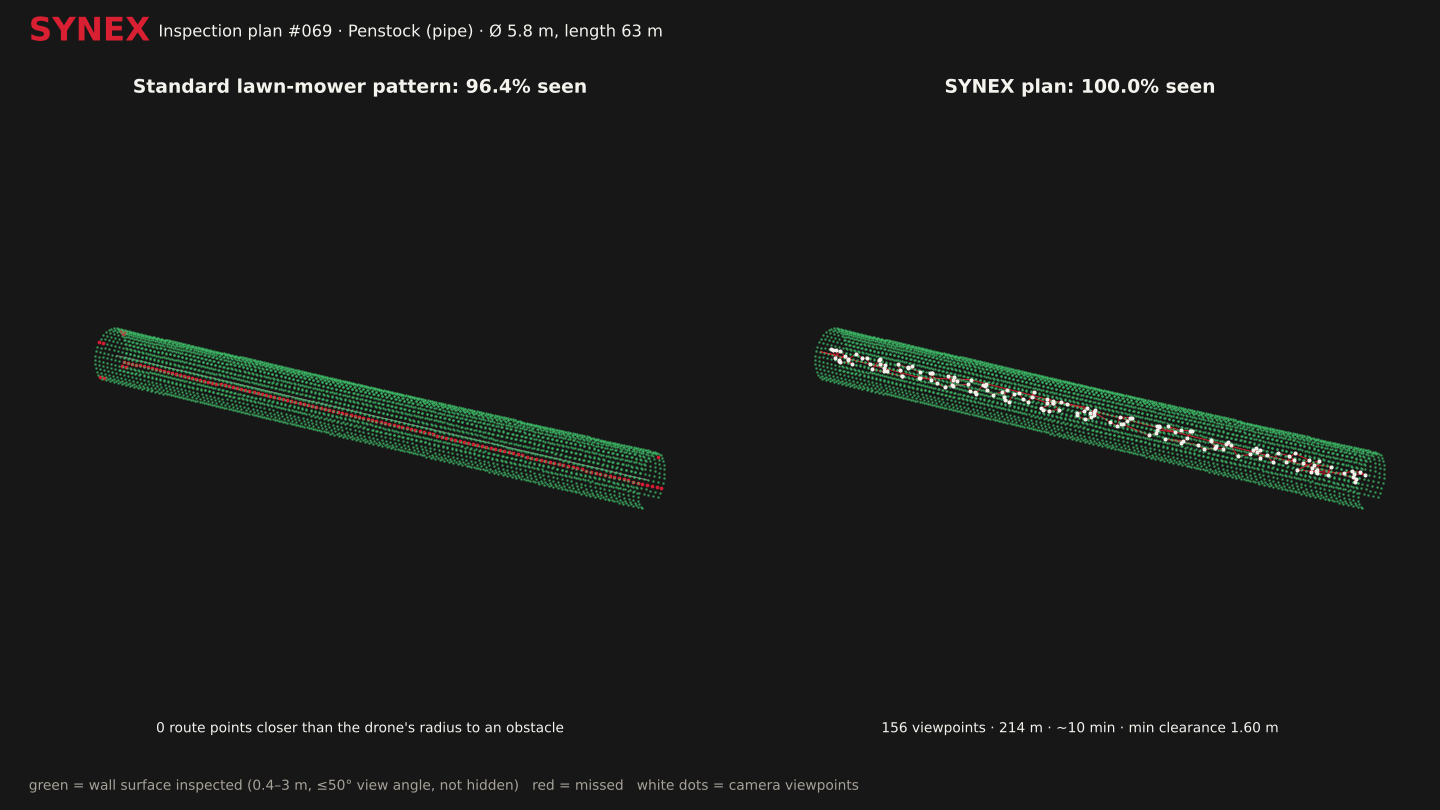 SYNEX Inspection plan #069 · Penstock (pipe) · Ø 5.8 m, length 63 m
Standard lawn-mower pattern: 96.4% seen
SYNEX plan: 100.0% seen
0 route points closer than the drone's radius to an obstacle
156 viewpoints · 214 m · ~10 min · min clearance 1.60 m
green = wall surface inspected (0.4–3 m, ≤50° view angle, not hidden)   red = missed   white dots = camera viewpoints